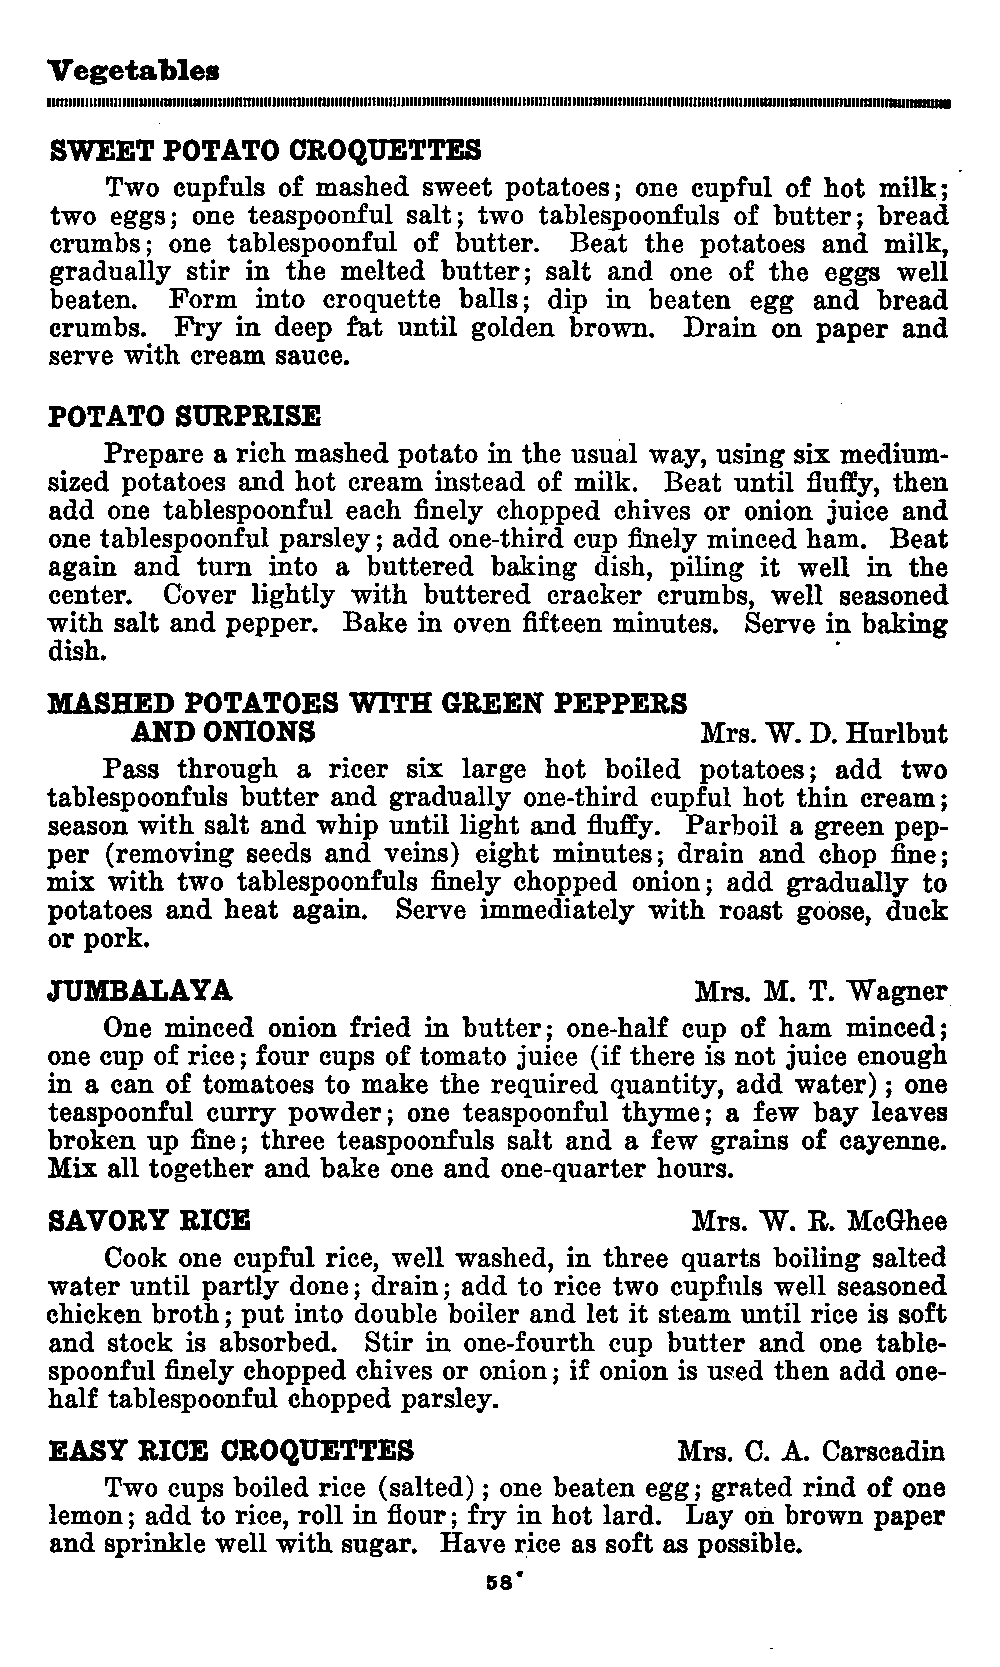 Vegetables
SWEET POTATO CROQUETTES
Two cupfuls of mashed sweet potatoes; one cupful of hot milk;
two eggs; one teaspoonful salt; two tablespoonfuls of butter; bread
crumbs; one tablespoonful of butter. Beat the potatoes and milk,
gradually stir in the melted butter; salt and one of the eggs well
beaten. Form into croquette balls; dip in beaten egg and bread
crumbs. Fry in deep fat until golden brown. Drain on paper and
serve with cream sauce.
POTATO SURPRISE
Prepare a rich mashed potato in the usual way, using six medium-
sized potatoes and hot cream instead of milk. Beat until fluffy, then
add one tablespoonful each finely chopped chives or onion juice and
one tablespoonful parsley; add one-third cup finely minced ham. Beat
again and turn into a buttered baking dish, piling it well in the
center. Cover lightly with buttered cracker crumbs, well seasoned
with salt and pepper. Bake in oven fifteen minutes. Serve in baking
dish.
MASHED POTATOES WITH GREEN PEPPERS
AND ONIONS Mrs. W. D. Hurlbut
Pass through a ricer six large hot boiled potatoes; add two
tablespoonfuls butter and gradually one-third cupful hot thin cream;
season with salt and whip until light and fluffy. Parboil a green pep-
per (removing seeds and veins) eight minutes; drain and chop fine;
mix with two tablespoonfuls finely chopped onion; add gradually to
potatoes and heat again. Serve immediately with roast goose, duck
or pork.
JUMBALAYA Mrs. M. T. Wagner
One minced onion fried in butter; one-half cup of ham minced;
one cup of rice; four cups of tomato juice (if there is not juice enough
in a can of tomatoes to make the required quantity, add water); one
teaspoonful curry powder; one teaspoonful thyme; a few bay leaves
broken up fine; three teaspoonfuls salt and a few grains of cayenne.
Mix all together and bake one and one-quarter hours.
SAVORY RICE Mrs. W. R. McGhee
Cook one cupful rice, well washed, in three quarts boiling salted
water until partly done; drain; add to rice two cupfuls well seasoned
chicken broth; put into double boiler and let it steam until rice is soft
and stock is absorbed. Stir in one-fourth cup butter and one table-
spoonful finely chopped chives or onion; if onion is used then add one-
half tablespoonful chopped parsley.
EASY RICE CROQUETTES Mrs. C. A. Carscadin
Two cups boiled rice (salted); one beaten egg; grated rind of one
lemon; add to rice, roll in flour; fry in hot lard. Lay on brown paper
and sprinkle well with sugar. Have rice as soft as possible.
58